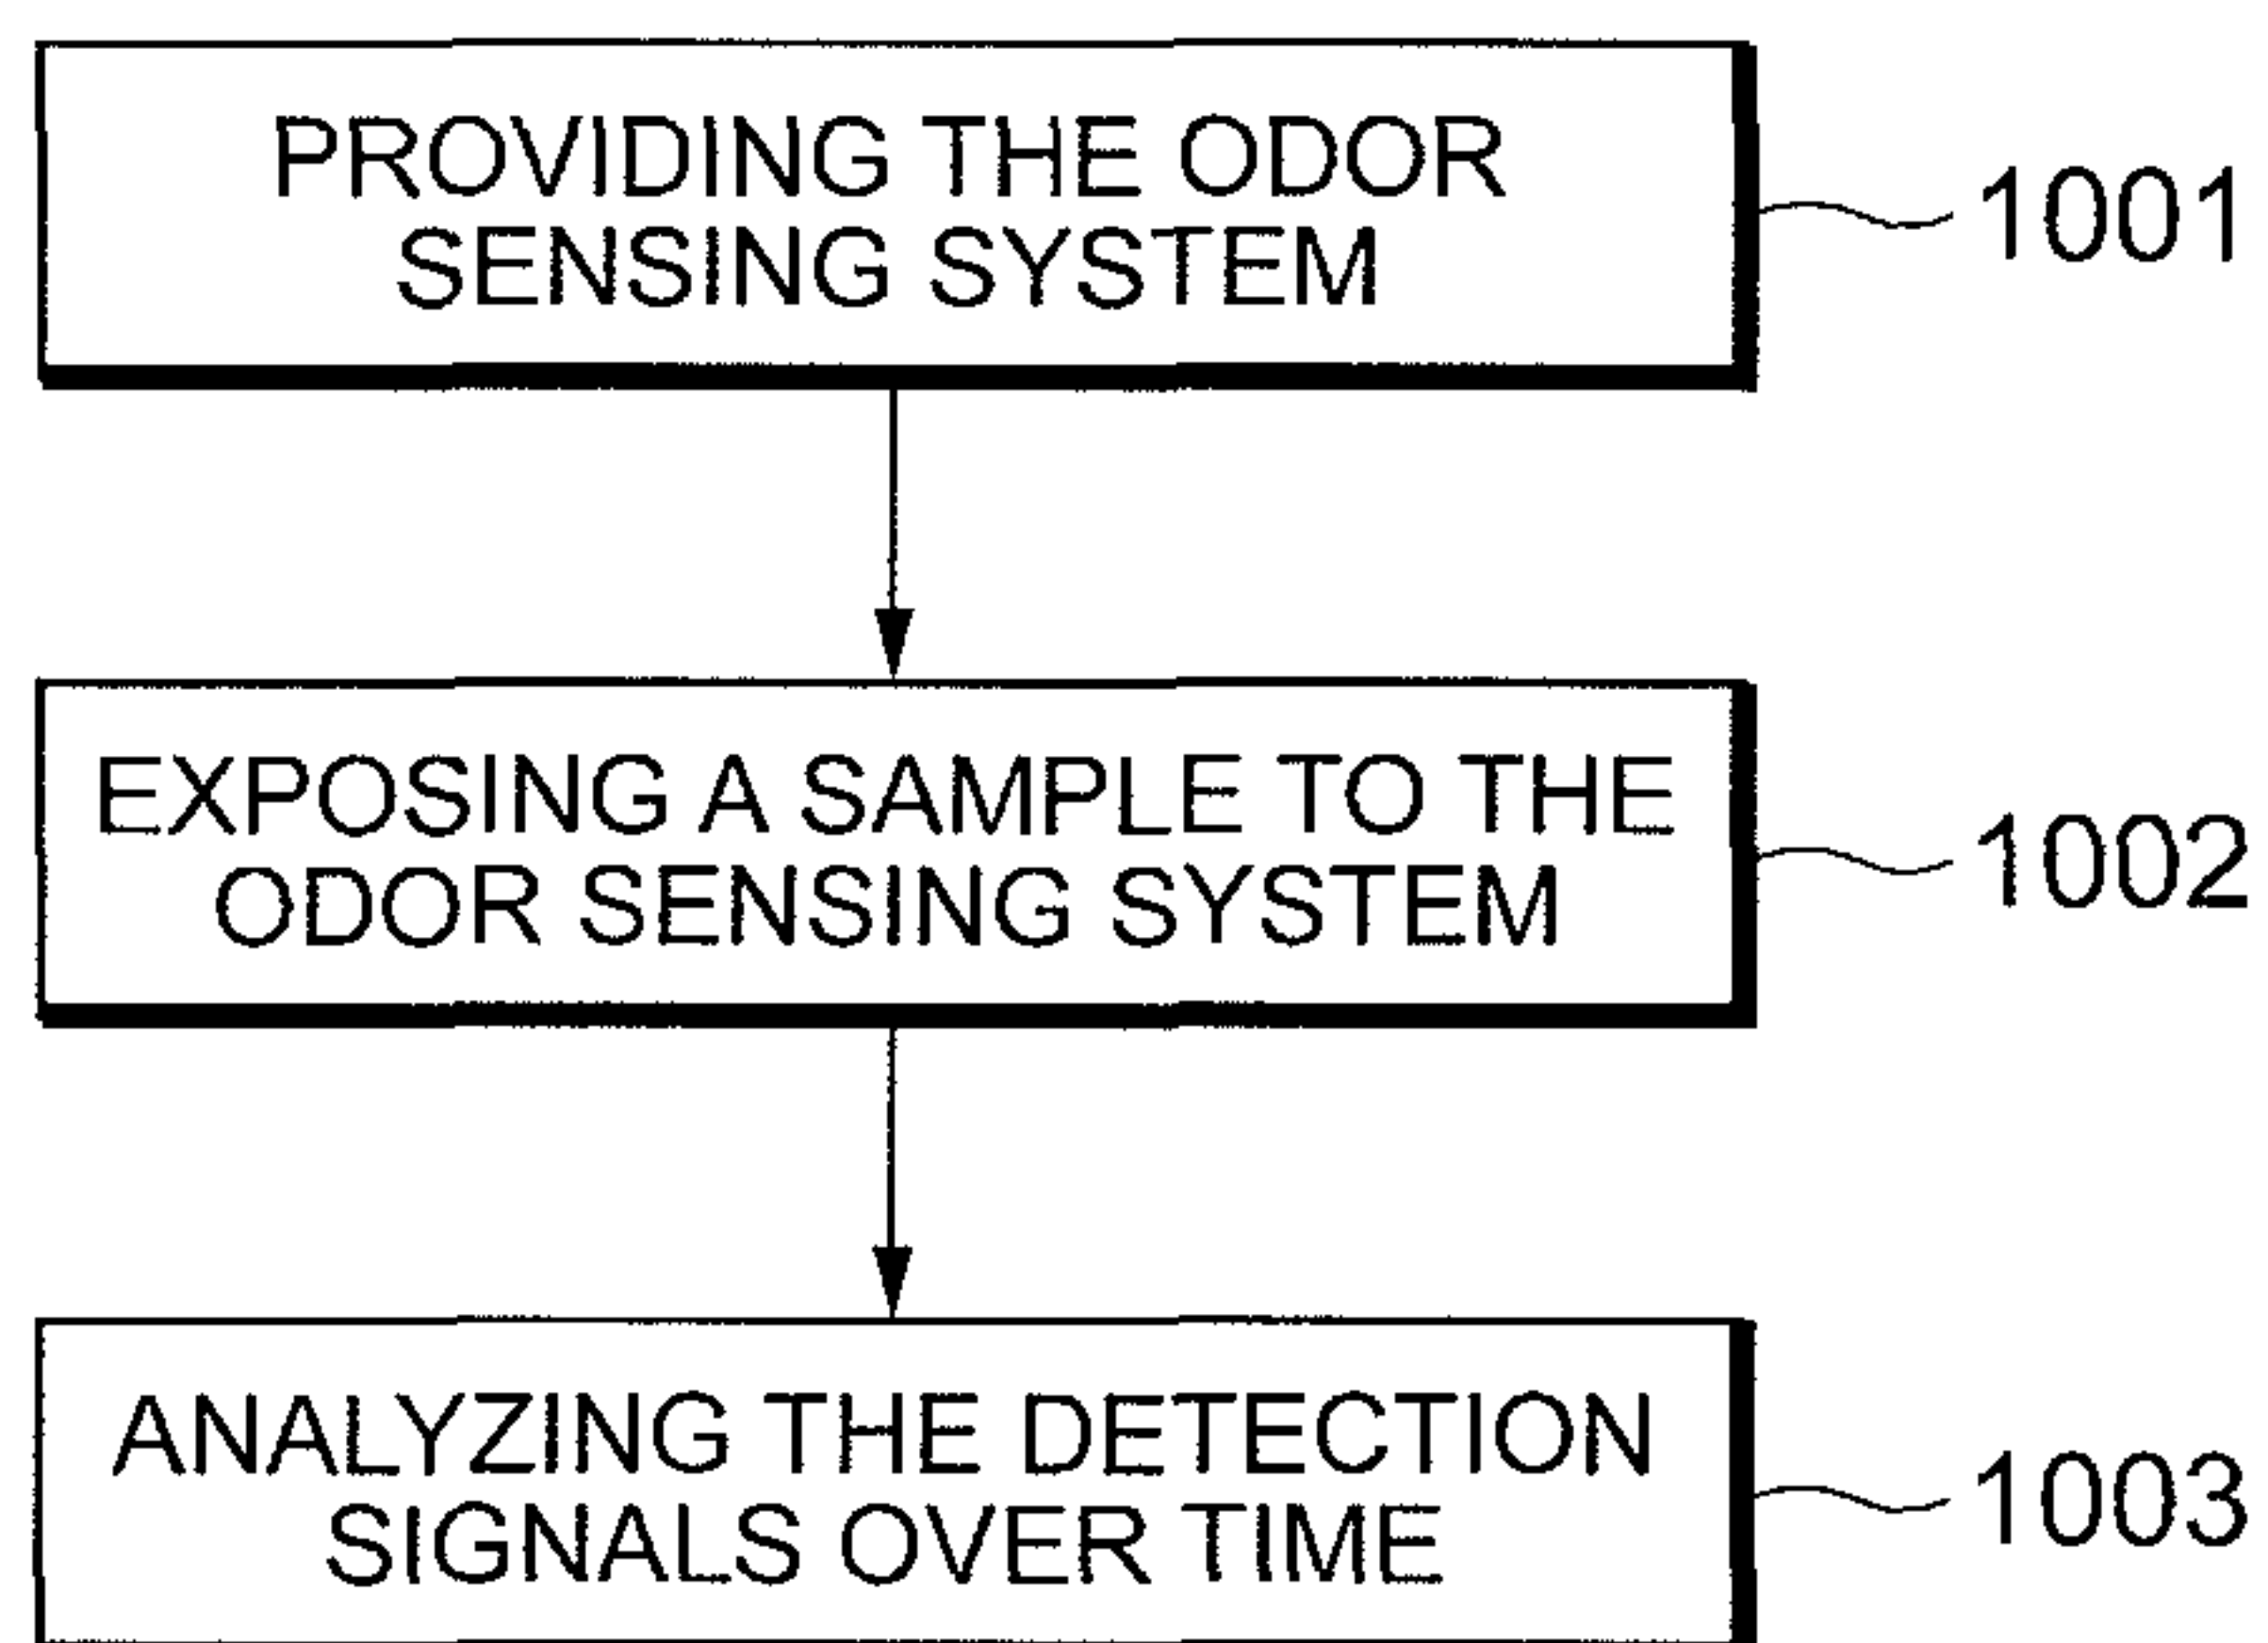 PROVIDING THE ODOR
SENSING SYSTEM
1001
EXPOSING A SAMPLE TO THE
ODOR SENSING SYSTEM
1002
ANALYZING THE DETECTION
SIGNALS OVER TIME
1003